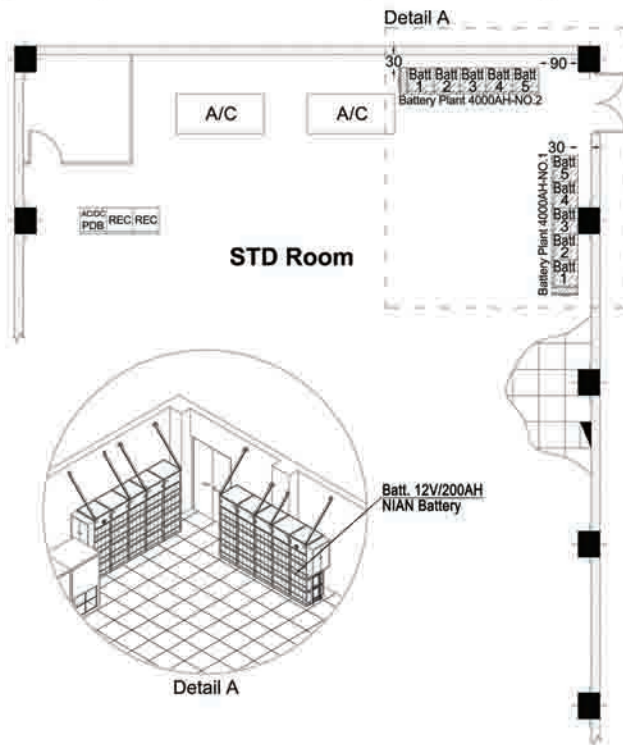 Detail A
30
90
Batt Batt Batt Batt Batt
1 2 3 4 5
Battery Plant 4000AH-NO.2
A/C
A/C
30
Battery Plant 4000AH-NO.1
Batt
5
Batt
4
Batt
3
Batt
2
Batt
1
AC/DC
PDB REC REC
STD Room
Batt. 12V/200AH
NIAN Battery
Detail A